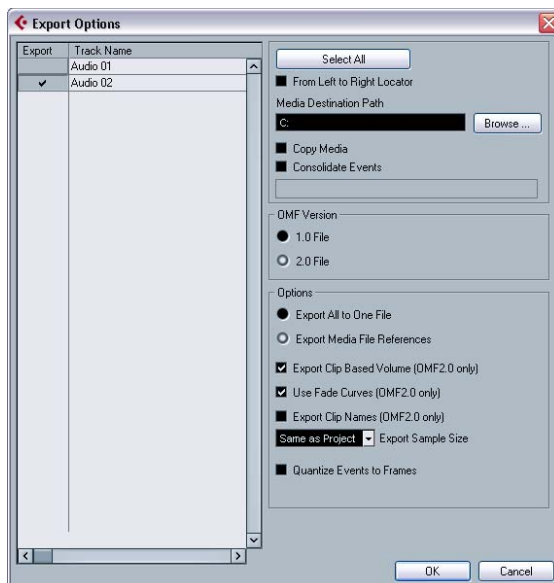 Export Options
Export Track Name
Audio 01
Audio 02
Select All
From Left to Right Locator
Media Destination Path
C:
Browse ...
Copy Media
Consolidate Events
OMF Version
1.0 File
2.0 File
Options
Export All to One File
Export Media File References
Export Clip Based Volume (OMF2.0 only)
Use Fade Curves (OMF2.0 only)
Export Clip Names (OMF2.0 only)
Same as Project Export Sample Size
Quantize Events to Frames
OK Cancel